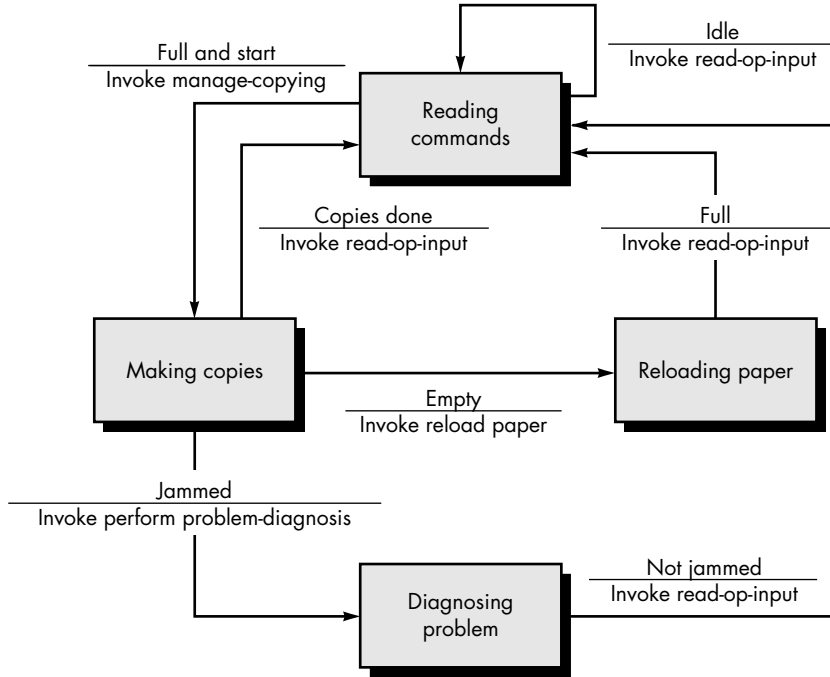 Full and start
Invoke manage-copying
Idle
Invoke read-op-input
Reading
commands
Copies done
Invoke read-op-input
Full
Invoke read-op-input
Making copies
Reloading paper
Empty
Invoke reload paper
Jammed
Invoke perform problem-diagnosis
Not jammed
Invoke read-op-input
Diagnosing
problem